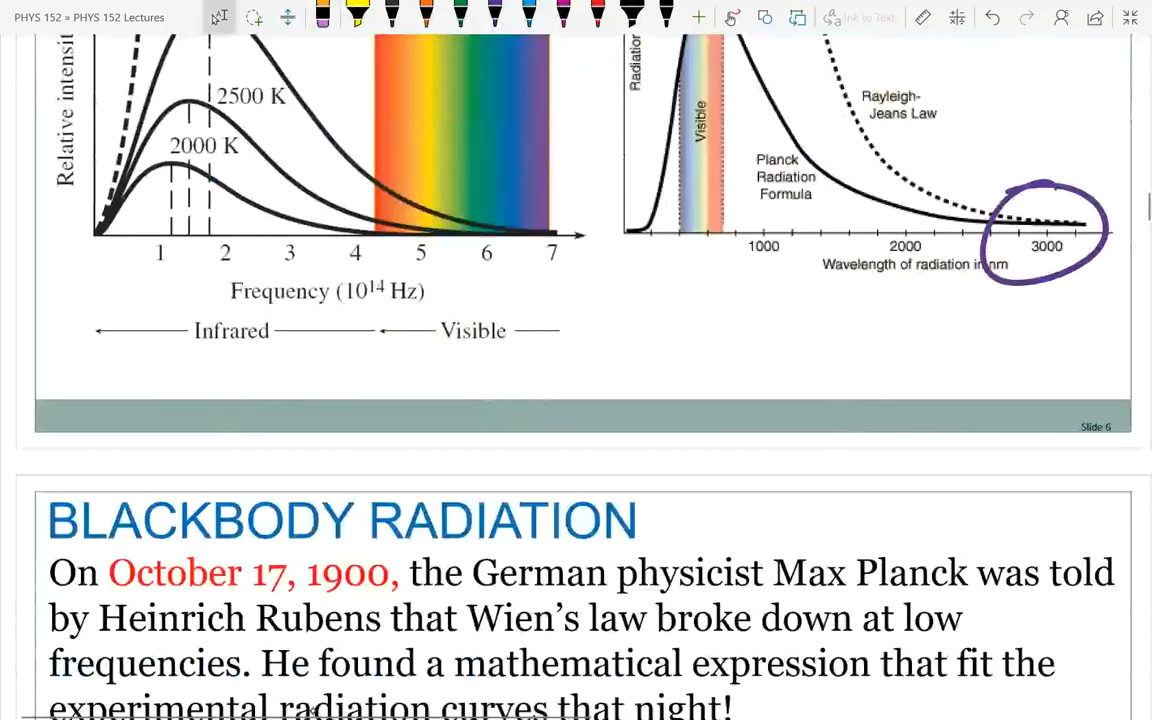 PHYS 152 » PHYS 152 Lectures
Ink to Text
Relative intensit
2500 K
2000 K
1 2 3 4 5 6 7
Frequency (10¹⁴ Hz)
Infrared
Visible
Radiation
Visible
Rayleigh-
Jeans Law
Planck
Radiation
Formula
1000 2000 3000
Wavelength of radiation in nm
Slide 6
BLACKBODY RADIATION
On October 17, 1900, the German physicist Max Planck was told
by Heinrich Rubens that Wien's law broke down at low
frequencies. He found a mathematical expression that fit the
experimental radiation curves that night!